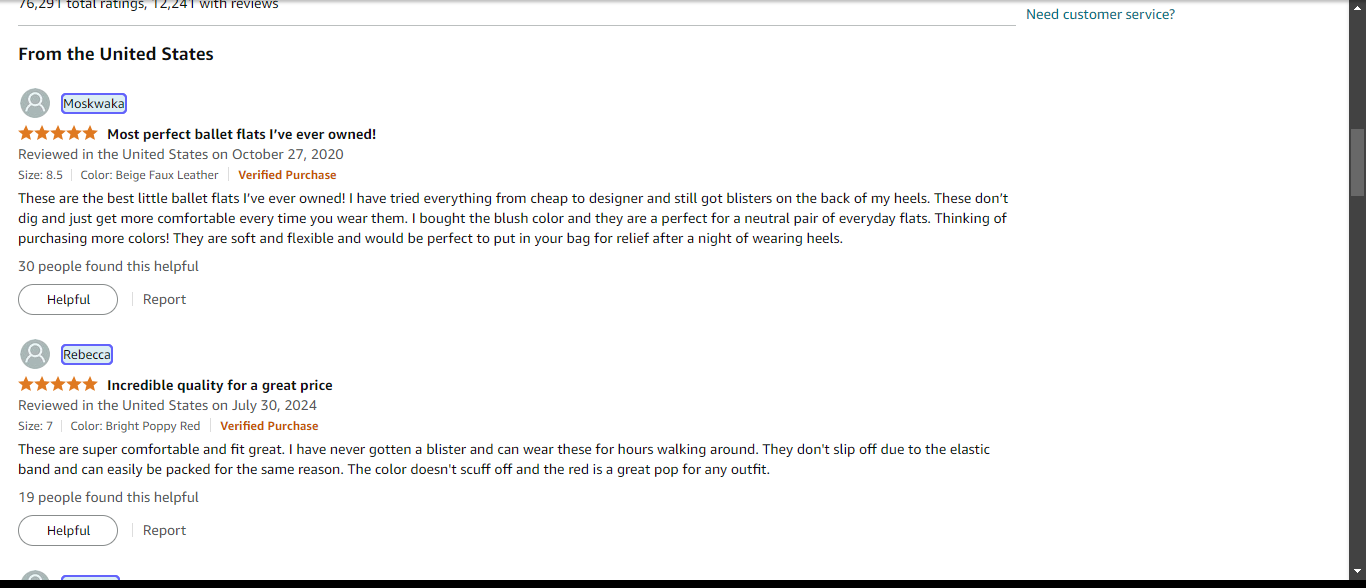 76,291 total ratings, 12,241 with reviews
Need customer service?
From the United States
Moskwaka
Most perfect ballet flats I’ve ever owned!
Reviewed in the United States on October 27, 2020
Size: 8.5 | Color: Beige Faux Leather | Verified Purchase
These are the best little ballet flats I’ve ever owned! I have tried everything from cheap to designer and still got blisters on the back of my heels. These don’t
dig and just get more comfortable every time you wear them. I bought the blush color and they are a perfect for a neutral pair of everyday flats. Thinking of
purchasing more colors! They are soft and flexible and would be perfect to put in your bag for relief after a night of wearing heels.
30 people found this helpful
Helpful | Report
Rebecca
Incredible quality for a great price
Reviewed in the United States on July 30, 2024
Size: 7 | Color: Bright Poppy Red | Verified Purchase
These are super comfortable and fit great. I have never gotten a blister and can wear these for hours walking around. They don't slip off due to the elastic
band and can easily be packed for the same reason. The color doesn't scuff off and the red is a great pop for any outfit.
19 people found this helpful
Helpful | Report